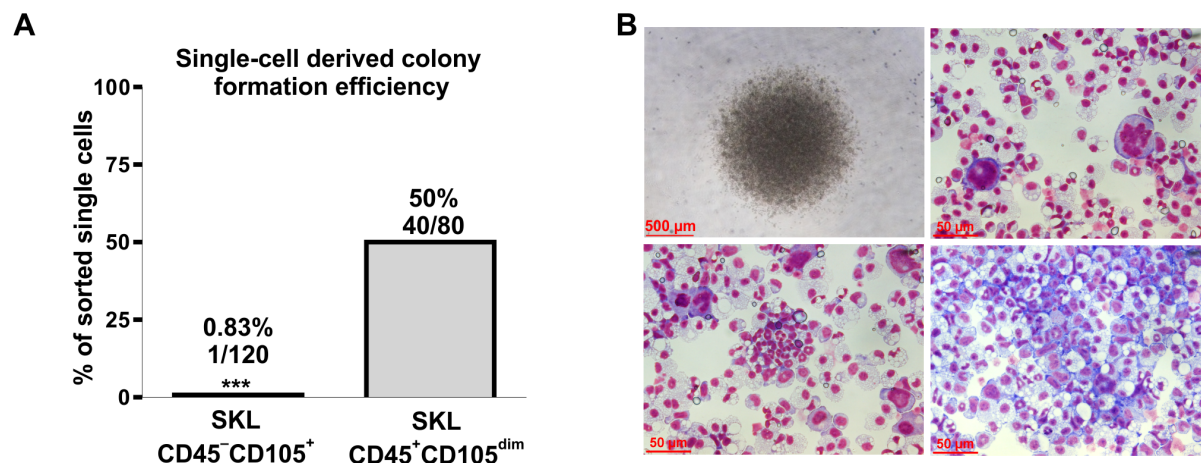 A
Single-cell derived colony
formation efficiency
% of sorted single cells
100
75
50
25
0
0.83%
1/120
***
50%
40/80
SKL
CD45⁻CD105⁺
SKL
CD45⁺CD105ᵈⁱᵐ
B
500 µm
50 µm
50 µm
50 µm